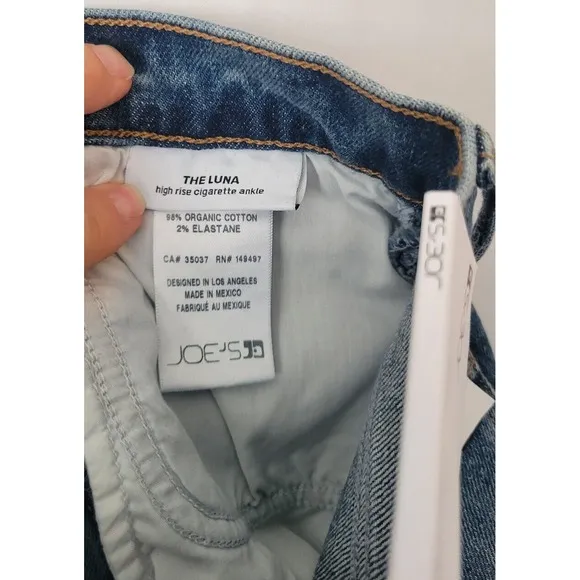 THE LUNA
high rise cigarette ankle
98% ORGANIC COTTON
2% ELASTANE
CA# 35037 RN# 149497
DESIGNED IN LOS ANGELES
MADE IN MEXICO
FABRIQUÉ AU MEXIQUE
JOE'S
JOE'S